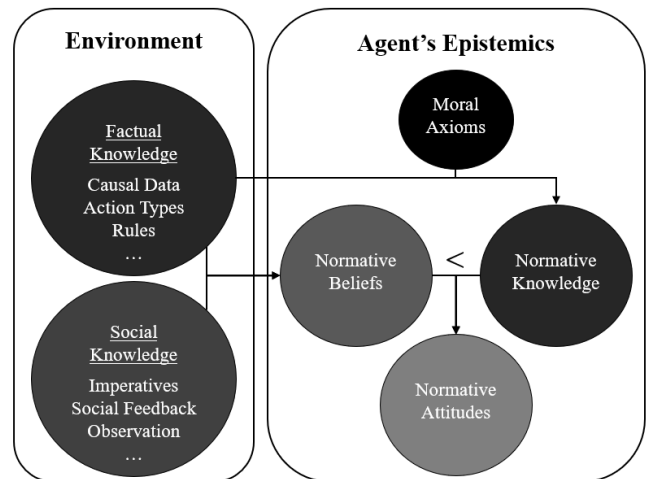 Environment
Factual
Knowledge
Causal Data
Action Types
Rules
…
Social
Knowledge
Imperatives
Social Feedback
Observation
…
Agent's Epistemics
Moral
Axioms
Normative
Beliefs
<
Normative
Knowledge
Normative
Attitudes